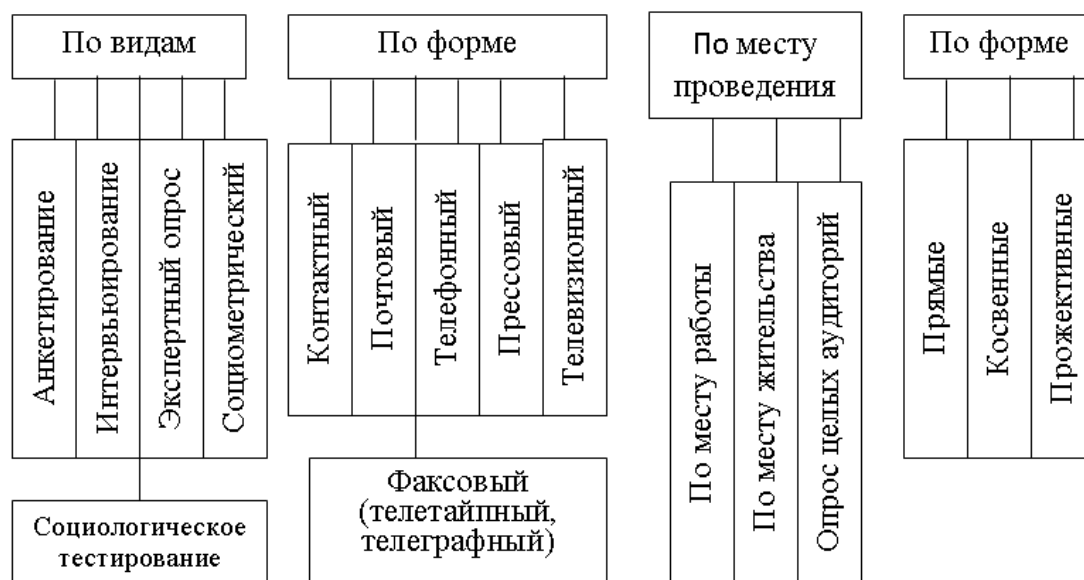 По видам
Анкетирование
Интервьюирование
Экспертный опрос
Социометрический
Социологическое
тестирование
По форме
Контактный
Почтовый
Телефонный
Прессовый
Телевизионный
Факсовый
(телетайпный,
телеграфный)
По месту
проведения
По месту работы
По месту жительства
Опрос целых аудиторий
По форме
Прямые
Косвенные
Прожективные